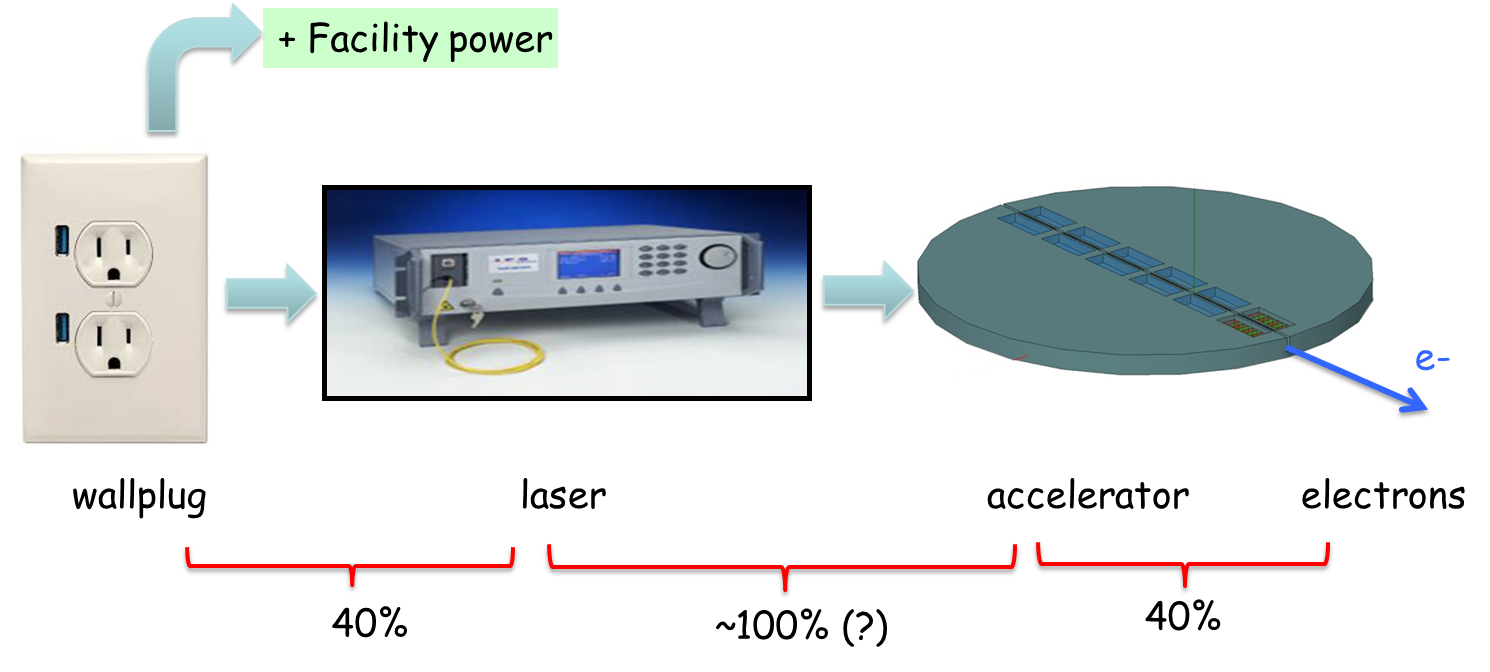 + Facility power
e-
wallplug laser accelerator electrons
40% ~100% (?) 40%